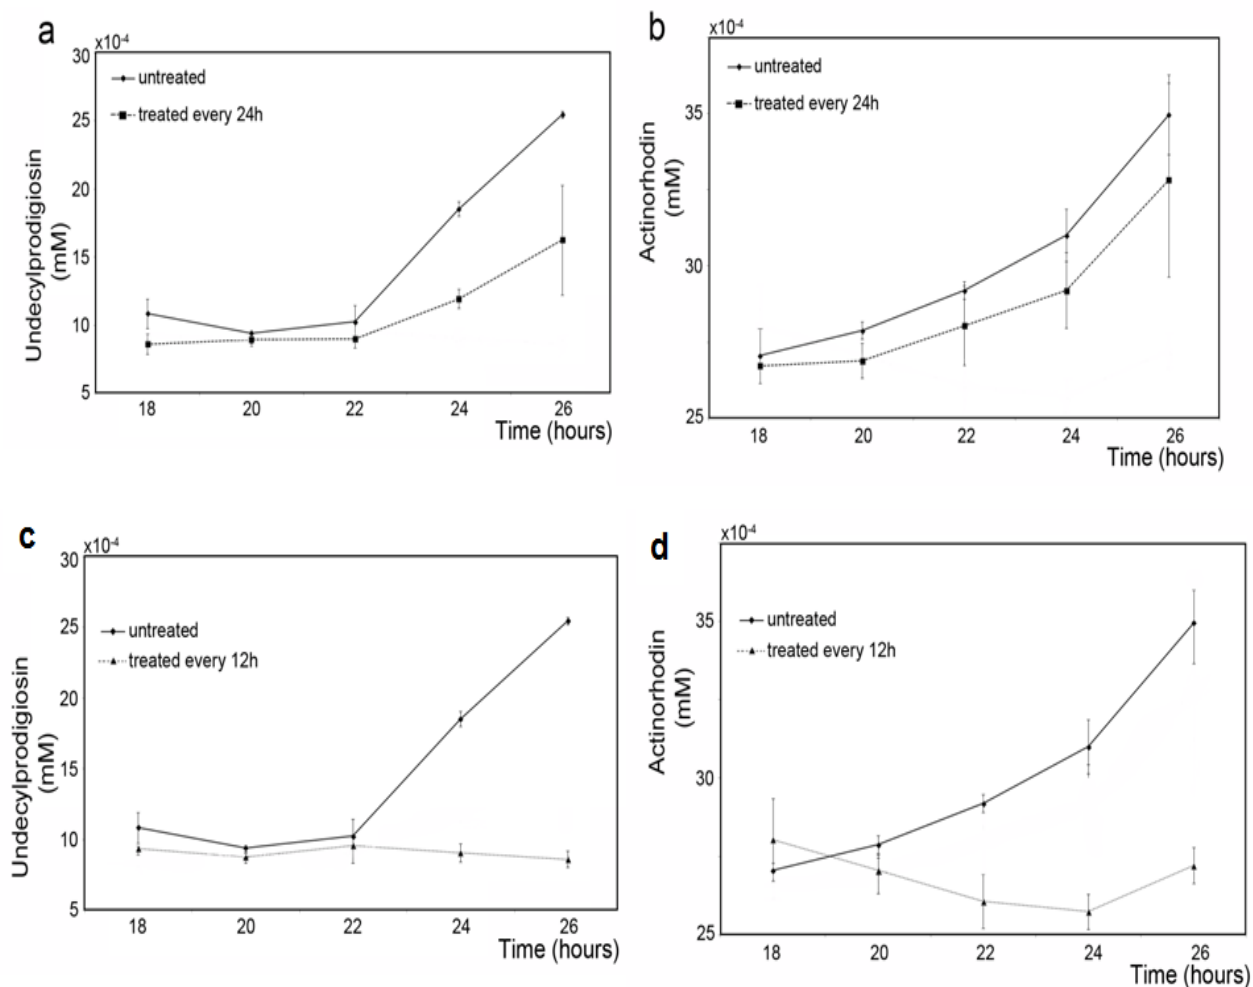 a
x10-4
30
25
20
15
10
5
untreated
treated every 24h
Undecylprodigiosin
(mM)
18 20 22 24 26
Time (hours)
b
x10-4
35
30
25
untreated
treated every 24h
Actinorhodin
(mM)
18 20 22 24 26
Time (hours)
c
x10-4
30
25
20
15
10
5
untreated
treated every 12h
Undecylprodigiosin
(mM)
18 20 22 24 26
Time (hours)
d
x10-4
35
30
25
untreated
treated every 12h
Actinorhodin
(mM)
18 20 22 24 26
Time (hours)